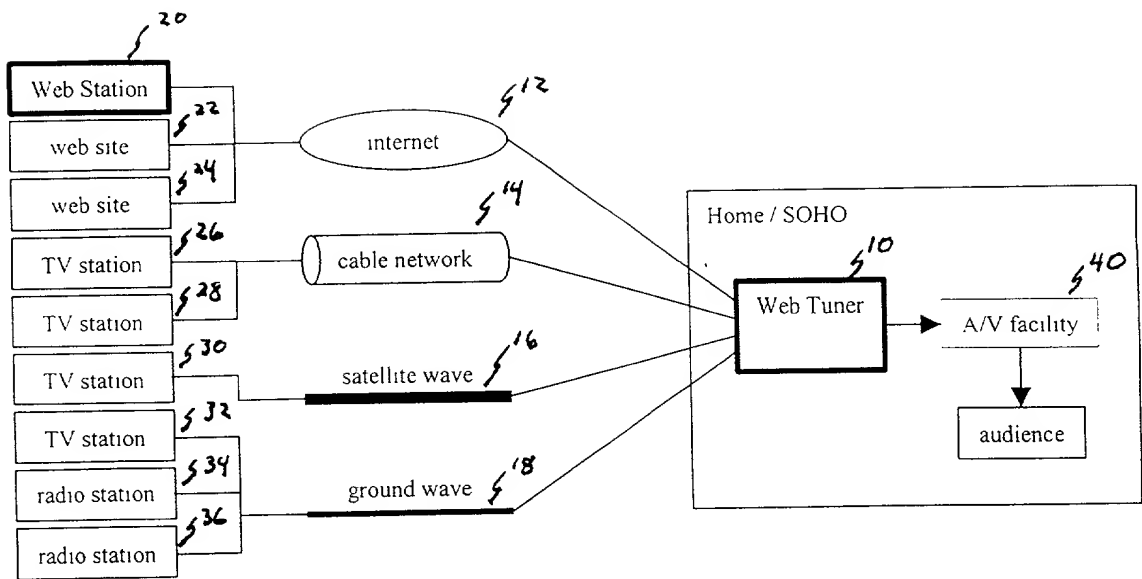 20
Web Station
22
web site
24
web site
26
TV station
28
TV station
30
TV station
32
TV station
34
radio station
36
radio station
12
internet
14
cable network
16
satellite wave
18
ground wave
Home / SOHO
10
Web Tuner
40
A/V facility
audience